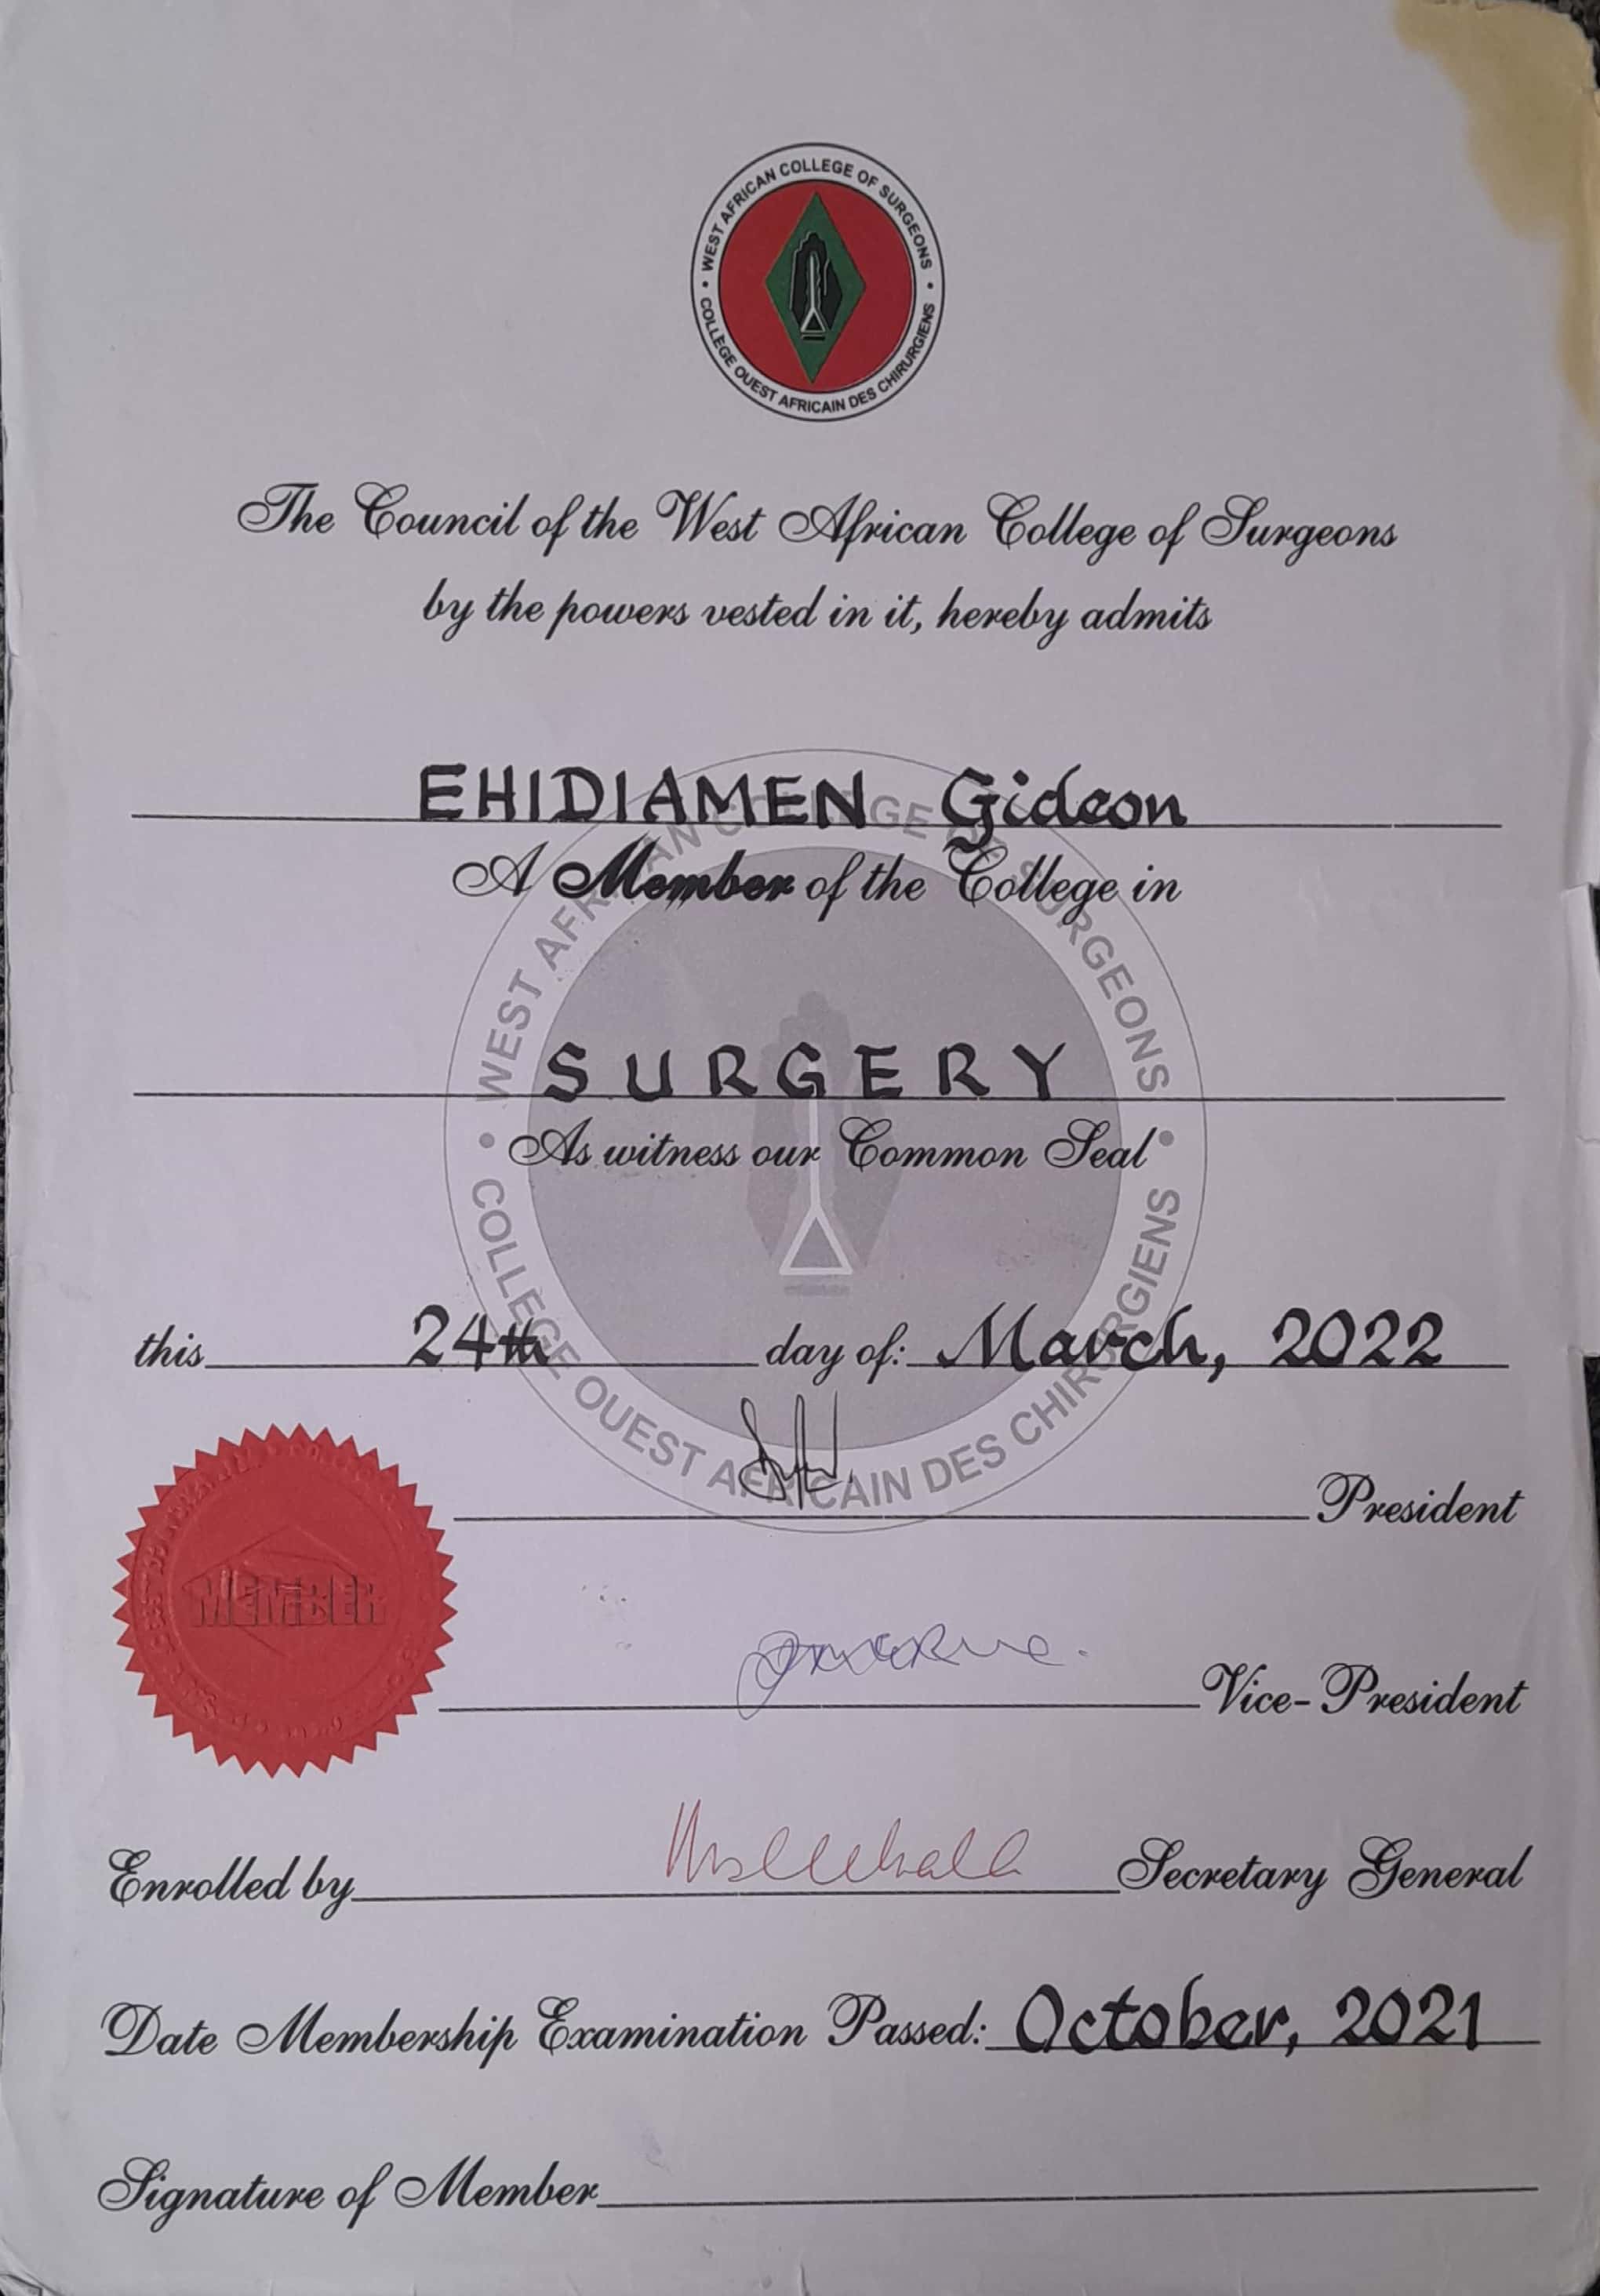 WEST AFRICAN COLLEGE OF SURGEONS
COLLEGE OUEST AFRICAIN DES CHIRURGIENS
The Council of the West African College of Surgeons
by the powers vested in it, hereby admits
EHIDIAMEN Gideon
A Member of the College in
SURGERY
As witness our Common Seal
this 24th day of: March, 2022
WEST AFRICAN COLLEGE OF SURGEONS
COLLEGE OUEST AFRICAIN DES CHIRURGIENS
President
MEMBER
Vice-President
Enrolled by Secretary General
Date Membership Examination Passed: October, 2021
Signature of Member